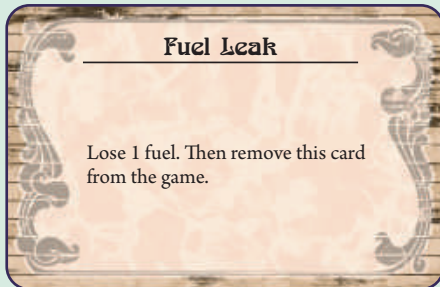 Fuel Leak
Lose 1 fuel. Then remove this card
from the game.